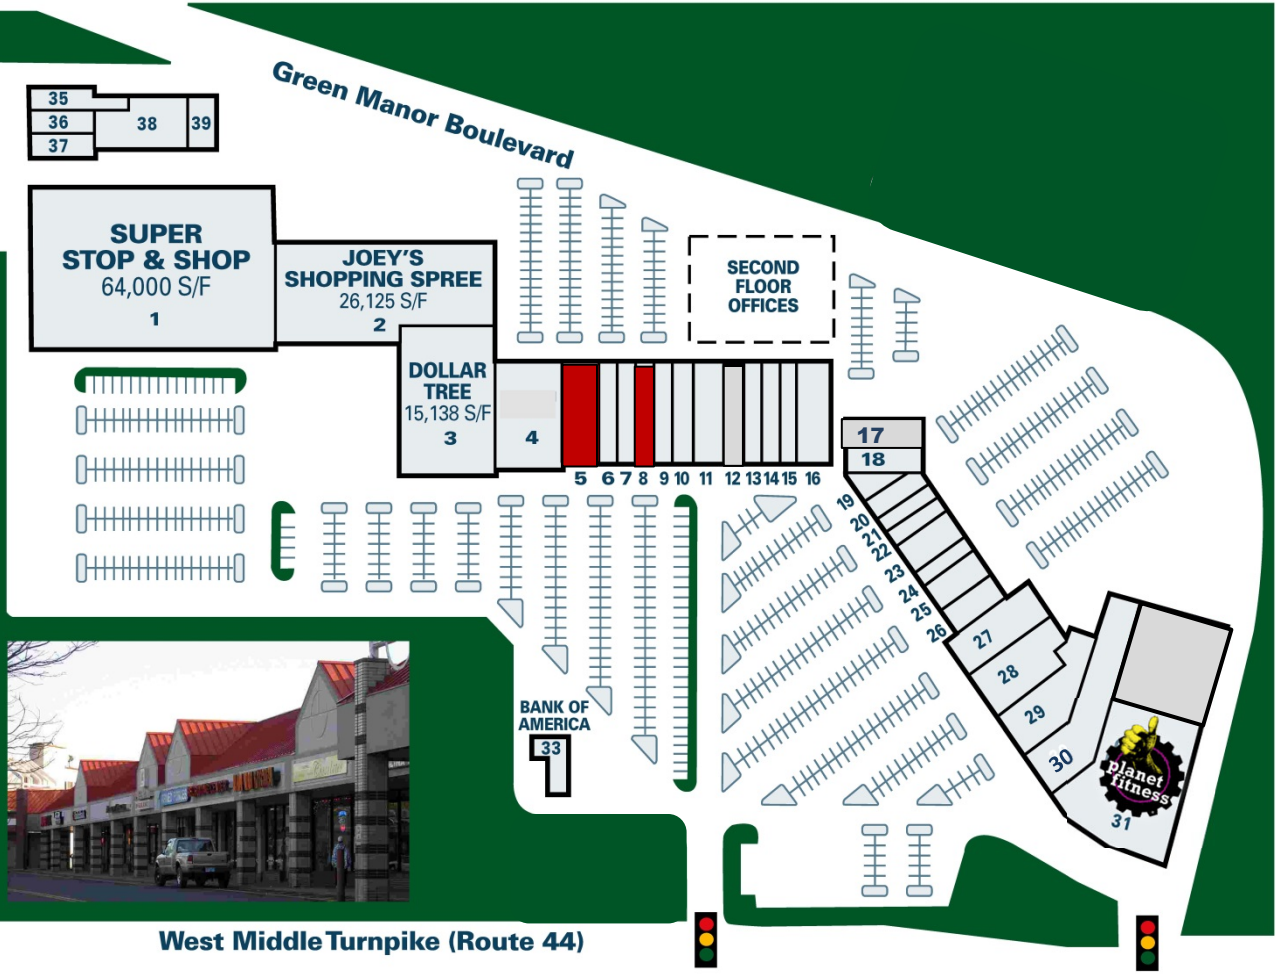 Green Manor Boulevard
35
36
37
38
39
SUPER
STOP & SHOP
64,000 S/F
1
JOEY'S
SHOPPING SPREE
26,125 S/F
2
DOLLAR
TREE
15,138 S/F
3
4
SECOND
FLOOR
OFFICES
5 6 7 8 9 10 11 12 13 14 15 16
17
18
19
20
21
22
23
24
25
26
27
28
29
30
planet
fitness
31
BANK OF
AMERICA
33
West Middle Turnpike (Route 44)